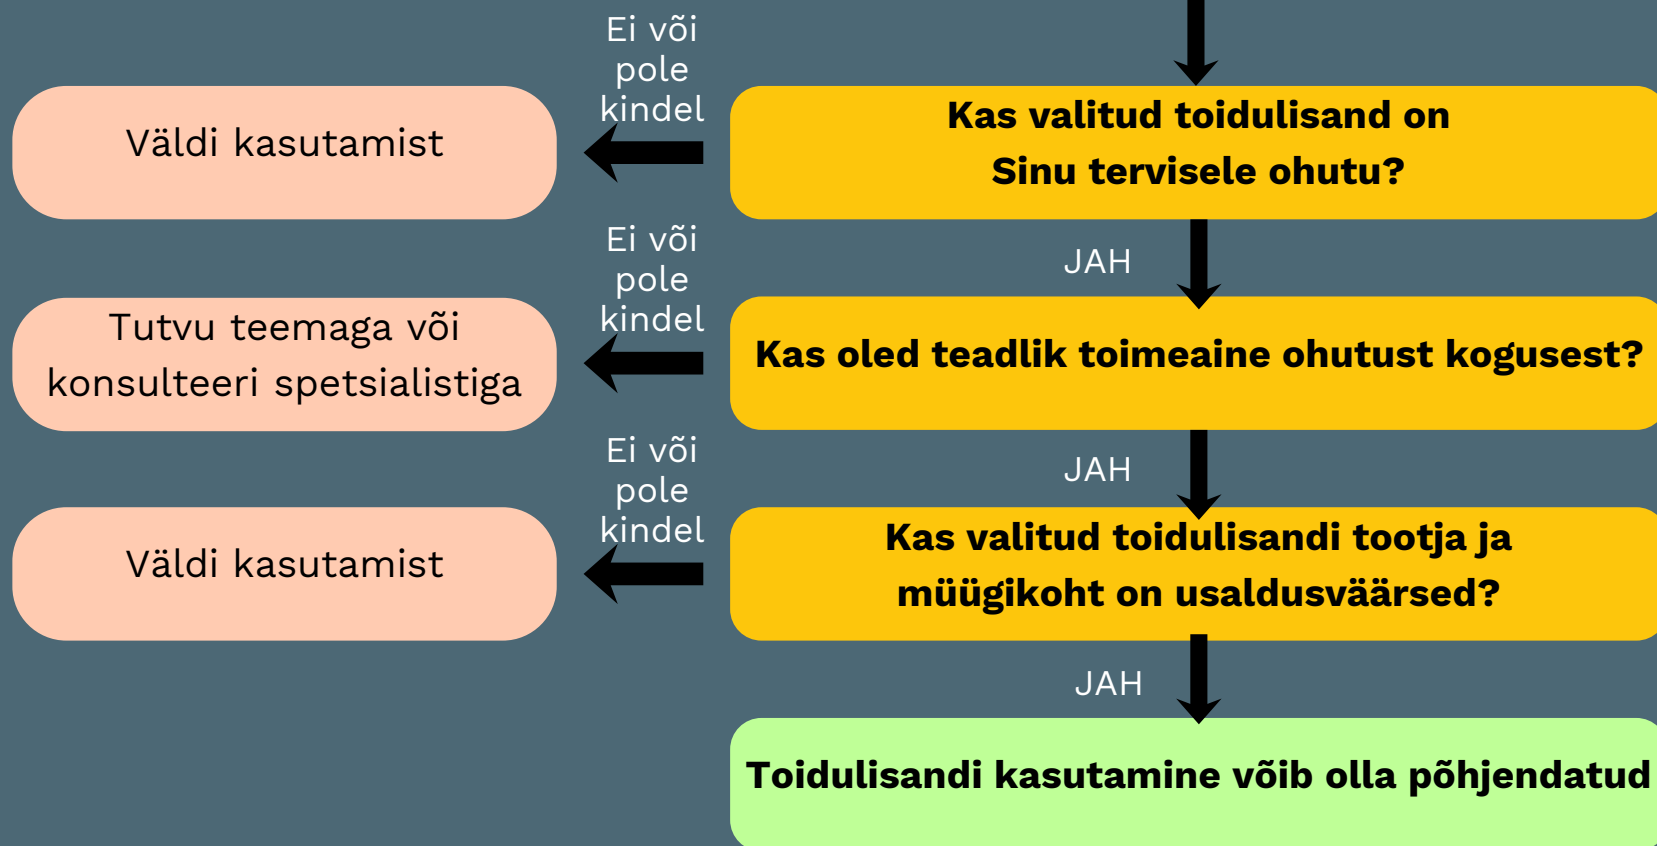 Ei või
pole
kindel
Kas valitud toidulisand on
Sinu tervisele ohutu?
Väldi kasutamist
JAH
Ei või
pole
kindel
Kas oled teadlik toimeaine ohutust kogusest?
Tutvu teemaga või
konsulteeri spetsialistiga
JAH
Ei või
pole
kindel
Kas valitud toidulisandi tootja ja
müügikoht on usaldusväärsed?
Väldi kasutamist
JAH
Toidulisandi kasutamine võib olla põhjendatud